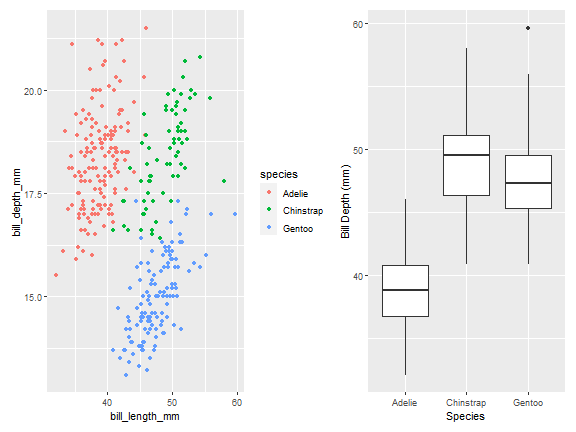 bill_depth_mm
20.0
17.5
15.0
40
50
60
bill_length_mm
species
Adelie
Chinstrap
Gentoo
Bill Depth (mm)
60
50
40
Adelie
Chinstrap
Gentoo
Species